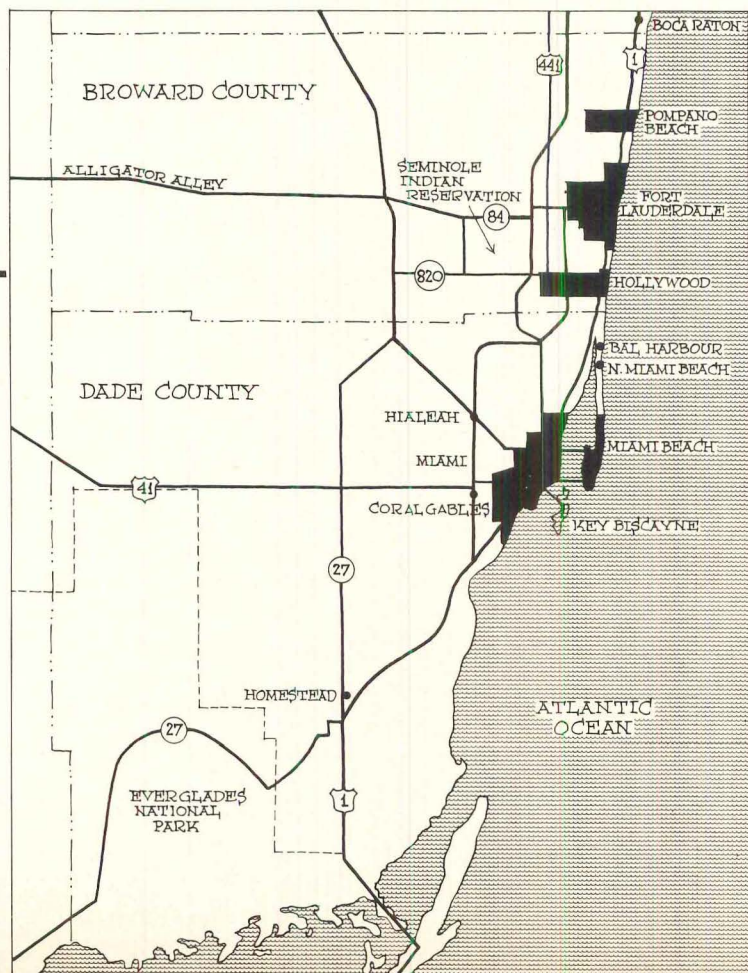 BOCA RATON
1
441
BROWARD COUNTY
POMPANO
BEACH
ALLIGATOR ALLEY
SEMINOLE
INDIAN
RESERVATION
84
FORT
LAUDERDALE
820
HOLLYWOOD
BAL HARBOUR
N. MIAMI BEACH
DADE COUNTY
HIALEAH
MIAMI
MIAMI BEACH
41
CORAL GABLES
KEY BISCAYNE
27
HOMESTEAD
ATLANTIC
OCEAN
27
EVERGLADES
NATIONAL
PARK
1